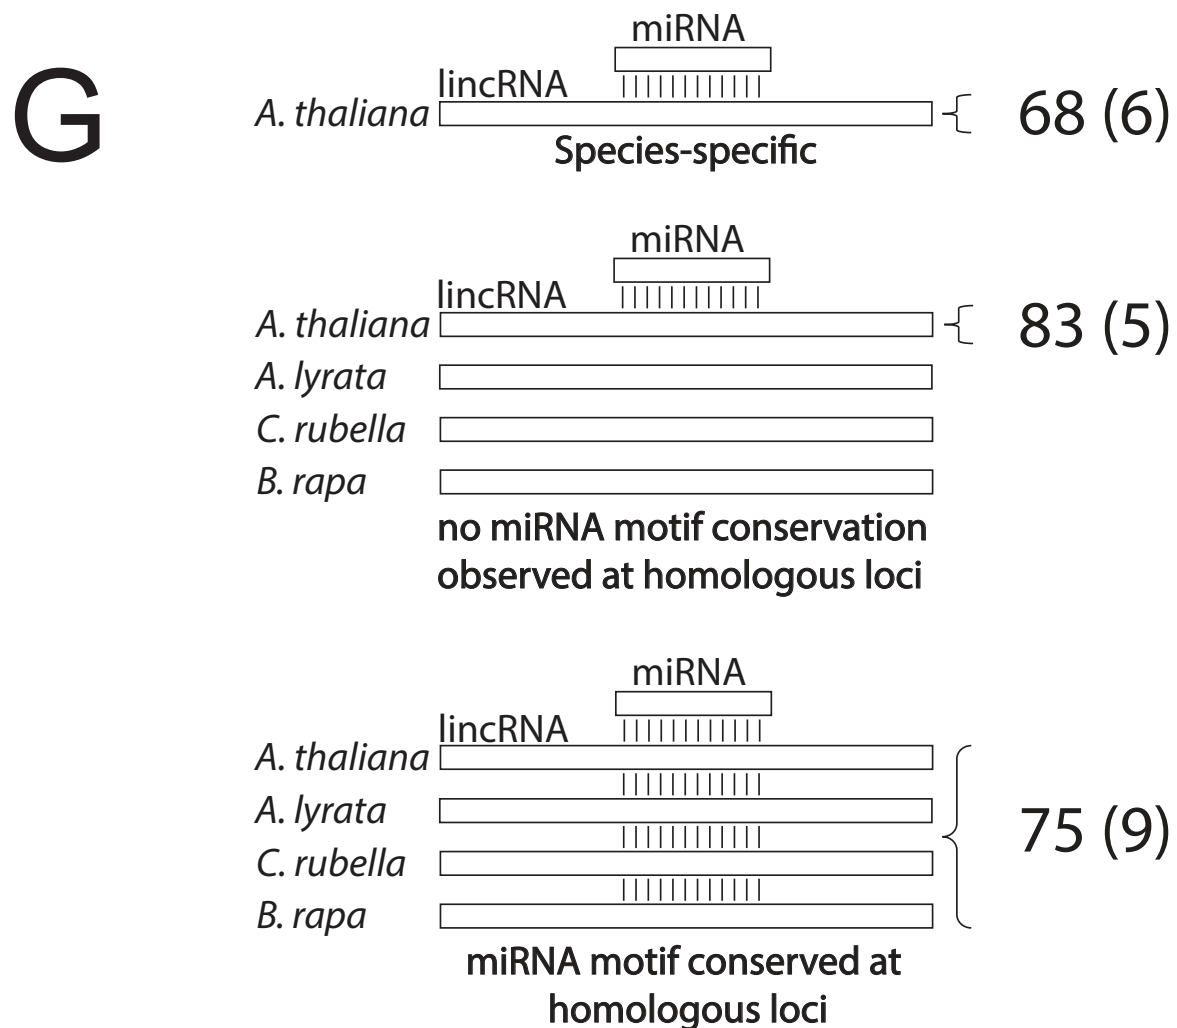 G
miRNA
lincRNA
A. thaliana
68 (6)
Species-specific
miRNA
lincRNA
A. thaliana
83 (5)
A. lyrata
C. rubella
B. rapa
no miRNA motif conservation
observed at homologous loci
miRNA
lincRNA
A. thaliana
A. lyrata
75 (9)
C. rubella
B. rapa
miRNA motif conserved at
homologous loci